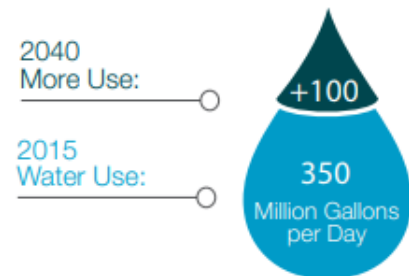 2040
More Use:
+100
2015
Water Use:
350
Million Gallons
per Day